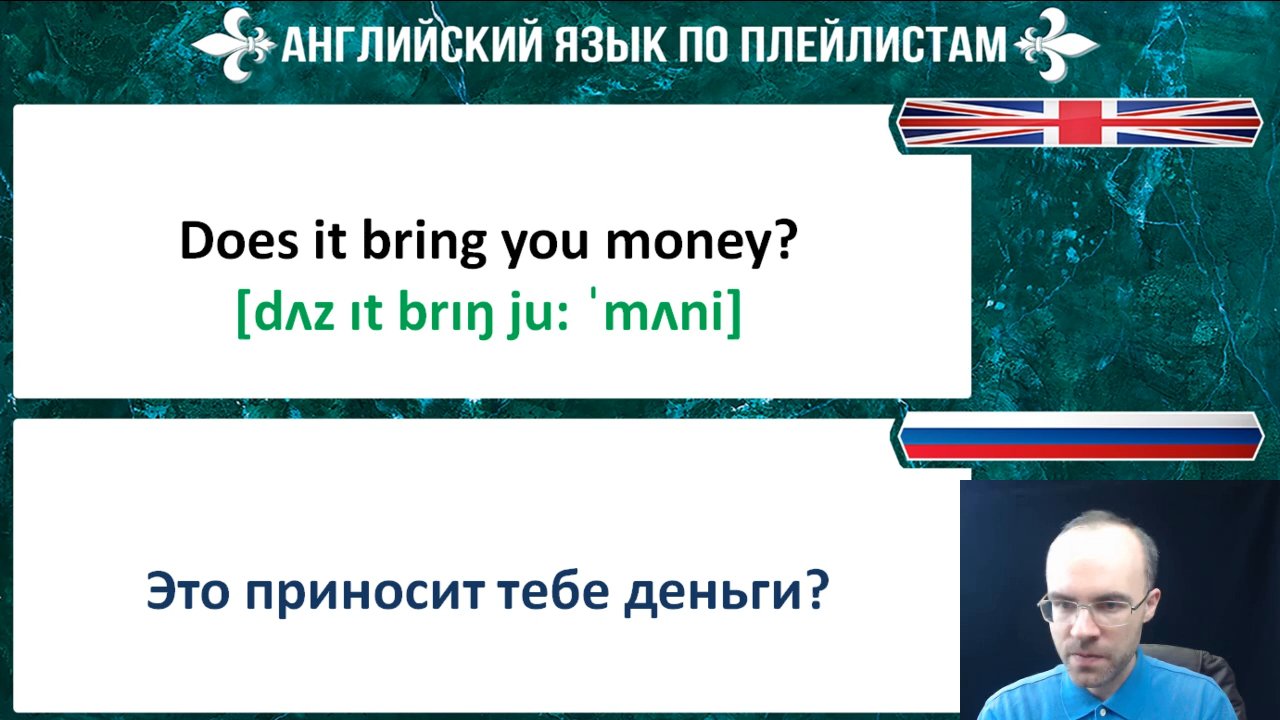 АНГЛИЙСКИЙ ЯЗЫК ПО ПЛЕЙЛИСТАМ
Does it bring you money?
[dʌz ɪt brɪŋ ju: ˈmʌni]
Это приносит тебе деньги?